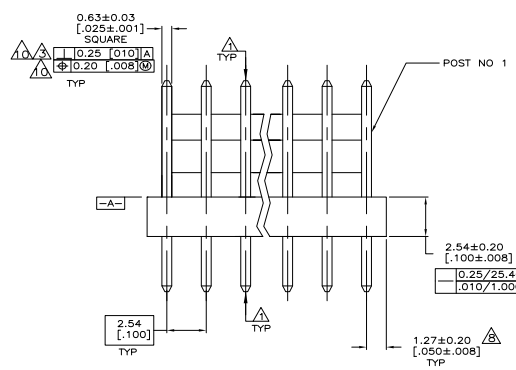 0.63±0.03
[.025±.001]
SQUARE
10 3 ⊥ 0.25 [010] A
10 ⌖ 0.20 [.008] Ⓜ
TYP
1
TYP
POST NO 1
-A-
2.54±0.20
[.100±.008]
— 0.25/25.4
.010/1.00
2.54
[.100]
TYP
1
TYP
1.27±0.20 8
[.050±.008]
TYP